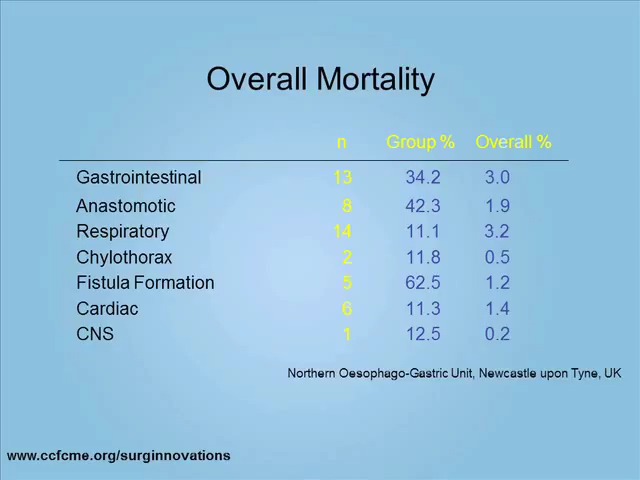 Overall Mortality
n Group % Overall %
Gastrointestinal 13 34.2 3.0
Anastomotic 8 42.3 1.9
Respiratory 14 11.1 3.2
Chylothorax 2 11.8 0.5
Fistula Formation 5 62.5 1.2
Cardiac 6 11.3 1.4
CNS 1 12.5 0.2
Northern Oesophago-Gastric Unit, Newcastle upon Tyne, UK
www.ccfcme.org/surginnovations